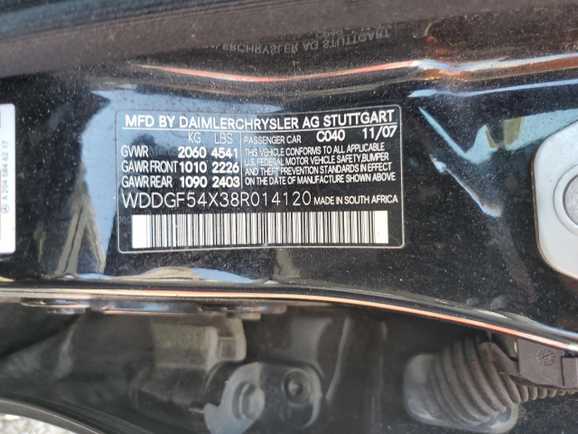 MFD BY DAIMLERCHRYSLER AG STUTTGART
KG LBS PASSENGER CAR C040 11/07
GVWR 2060 4541 THIS VEHICLE CONFORMS TO ALL APPLICABLE
GAWR FRONT 1010 2226 U.S. FEDERAL MOTOR VEHICLE SAFETY, BUMPER
AND THEFT PREVENTION STANDARDS IN EFFECT
GAWR REAR 1090 2403 ON THE DATE OF MANUFACTURE SHOWN ABOVE.
WDDGF54X38R014120 MADE IN SOUTH AFRICA